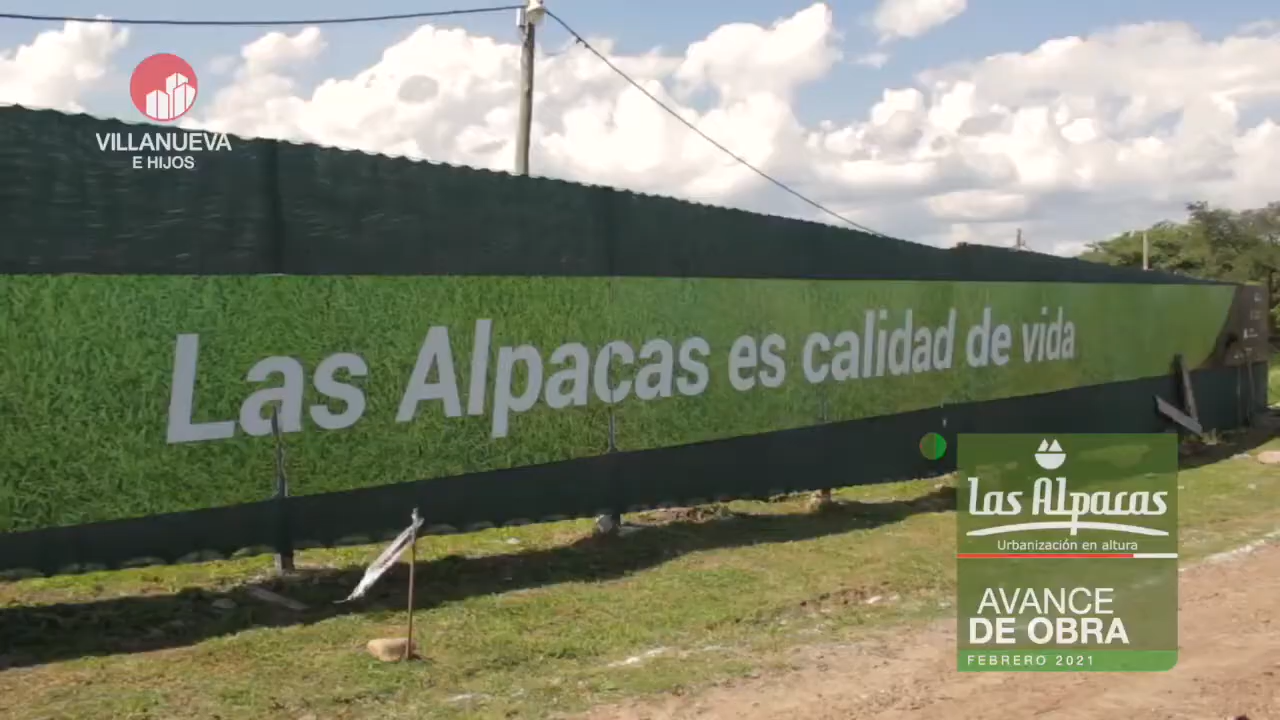 VILLANUEVA
E HIJOS
Las Alpacas es calidad de vida
Las Alpacas
Urbanización en altura
AVANCE
DE OBRA
FEBRERO 2021